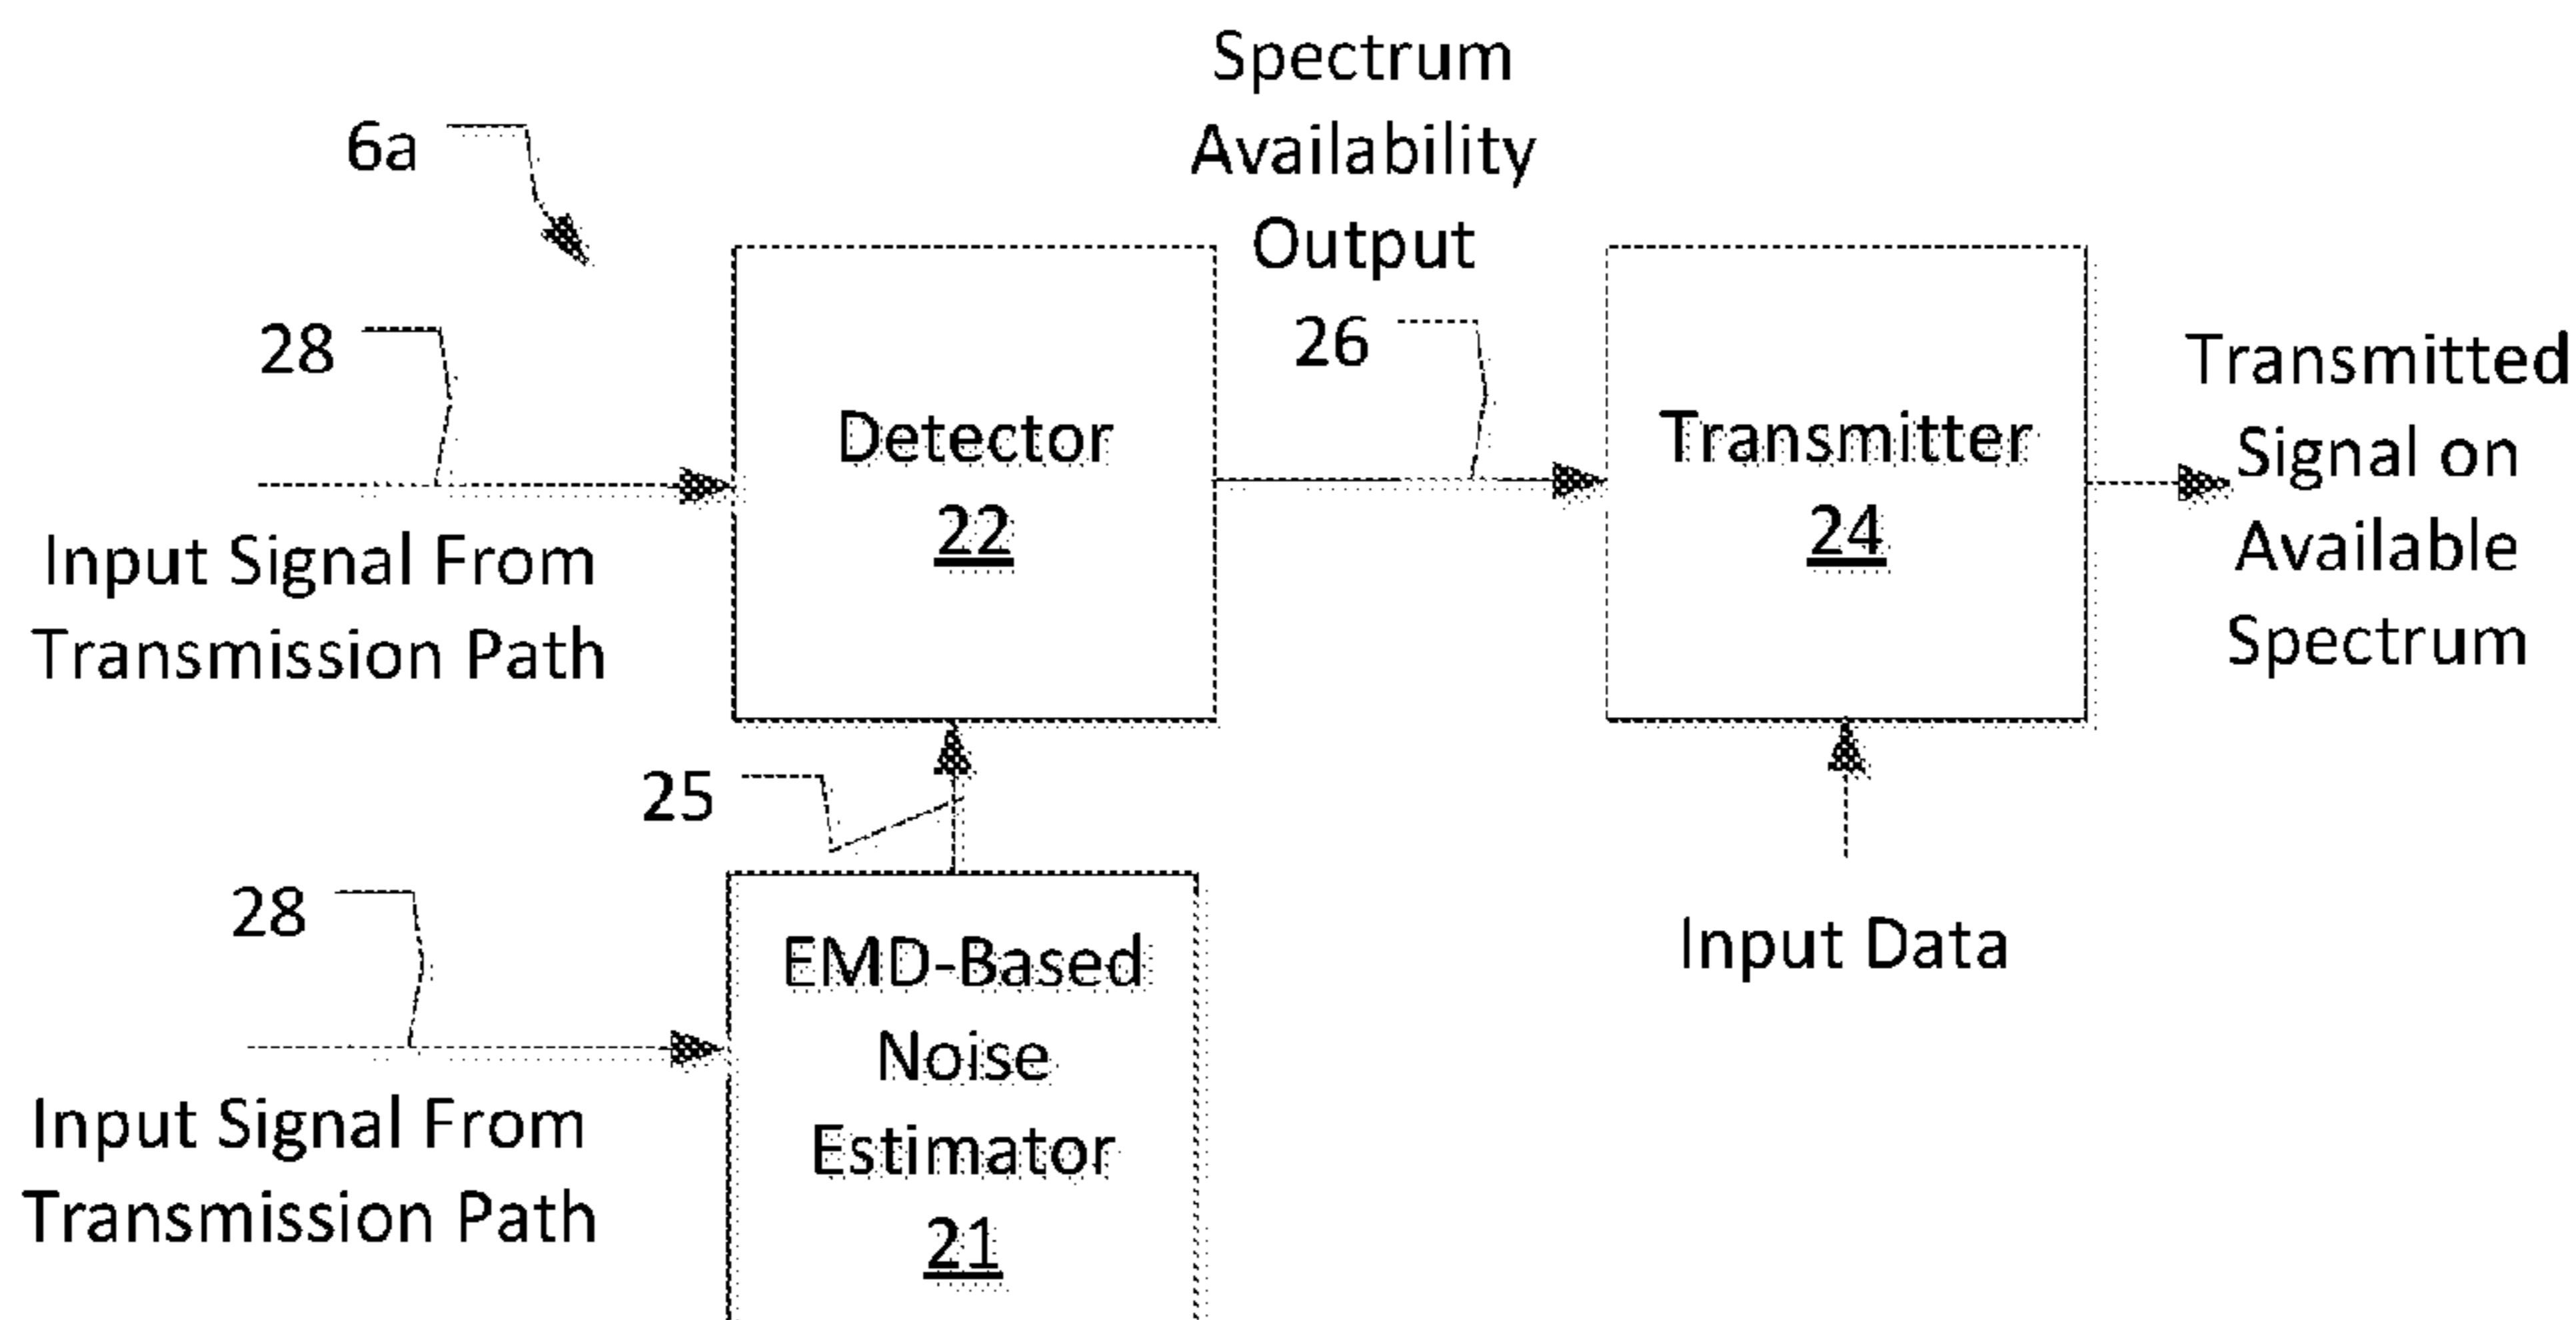 6a
Spectrum
Availability
Output
28
26
Detector
22
Transmitter
24
Transmitted
Signal on
Available
Spectrum
Input Signal From
Transmission Path
25
28
EMD-Based
Noise
Estimator
21
Input Data
Input Signal From
Transmission Path